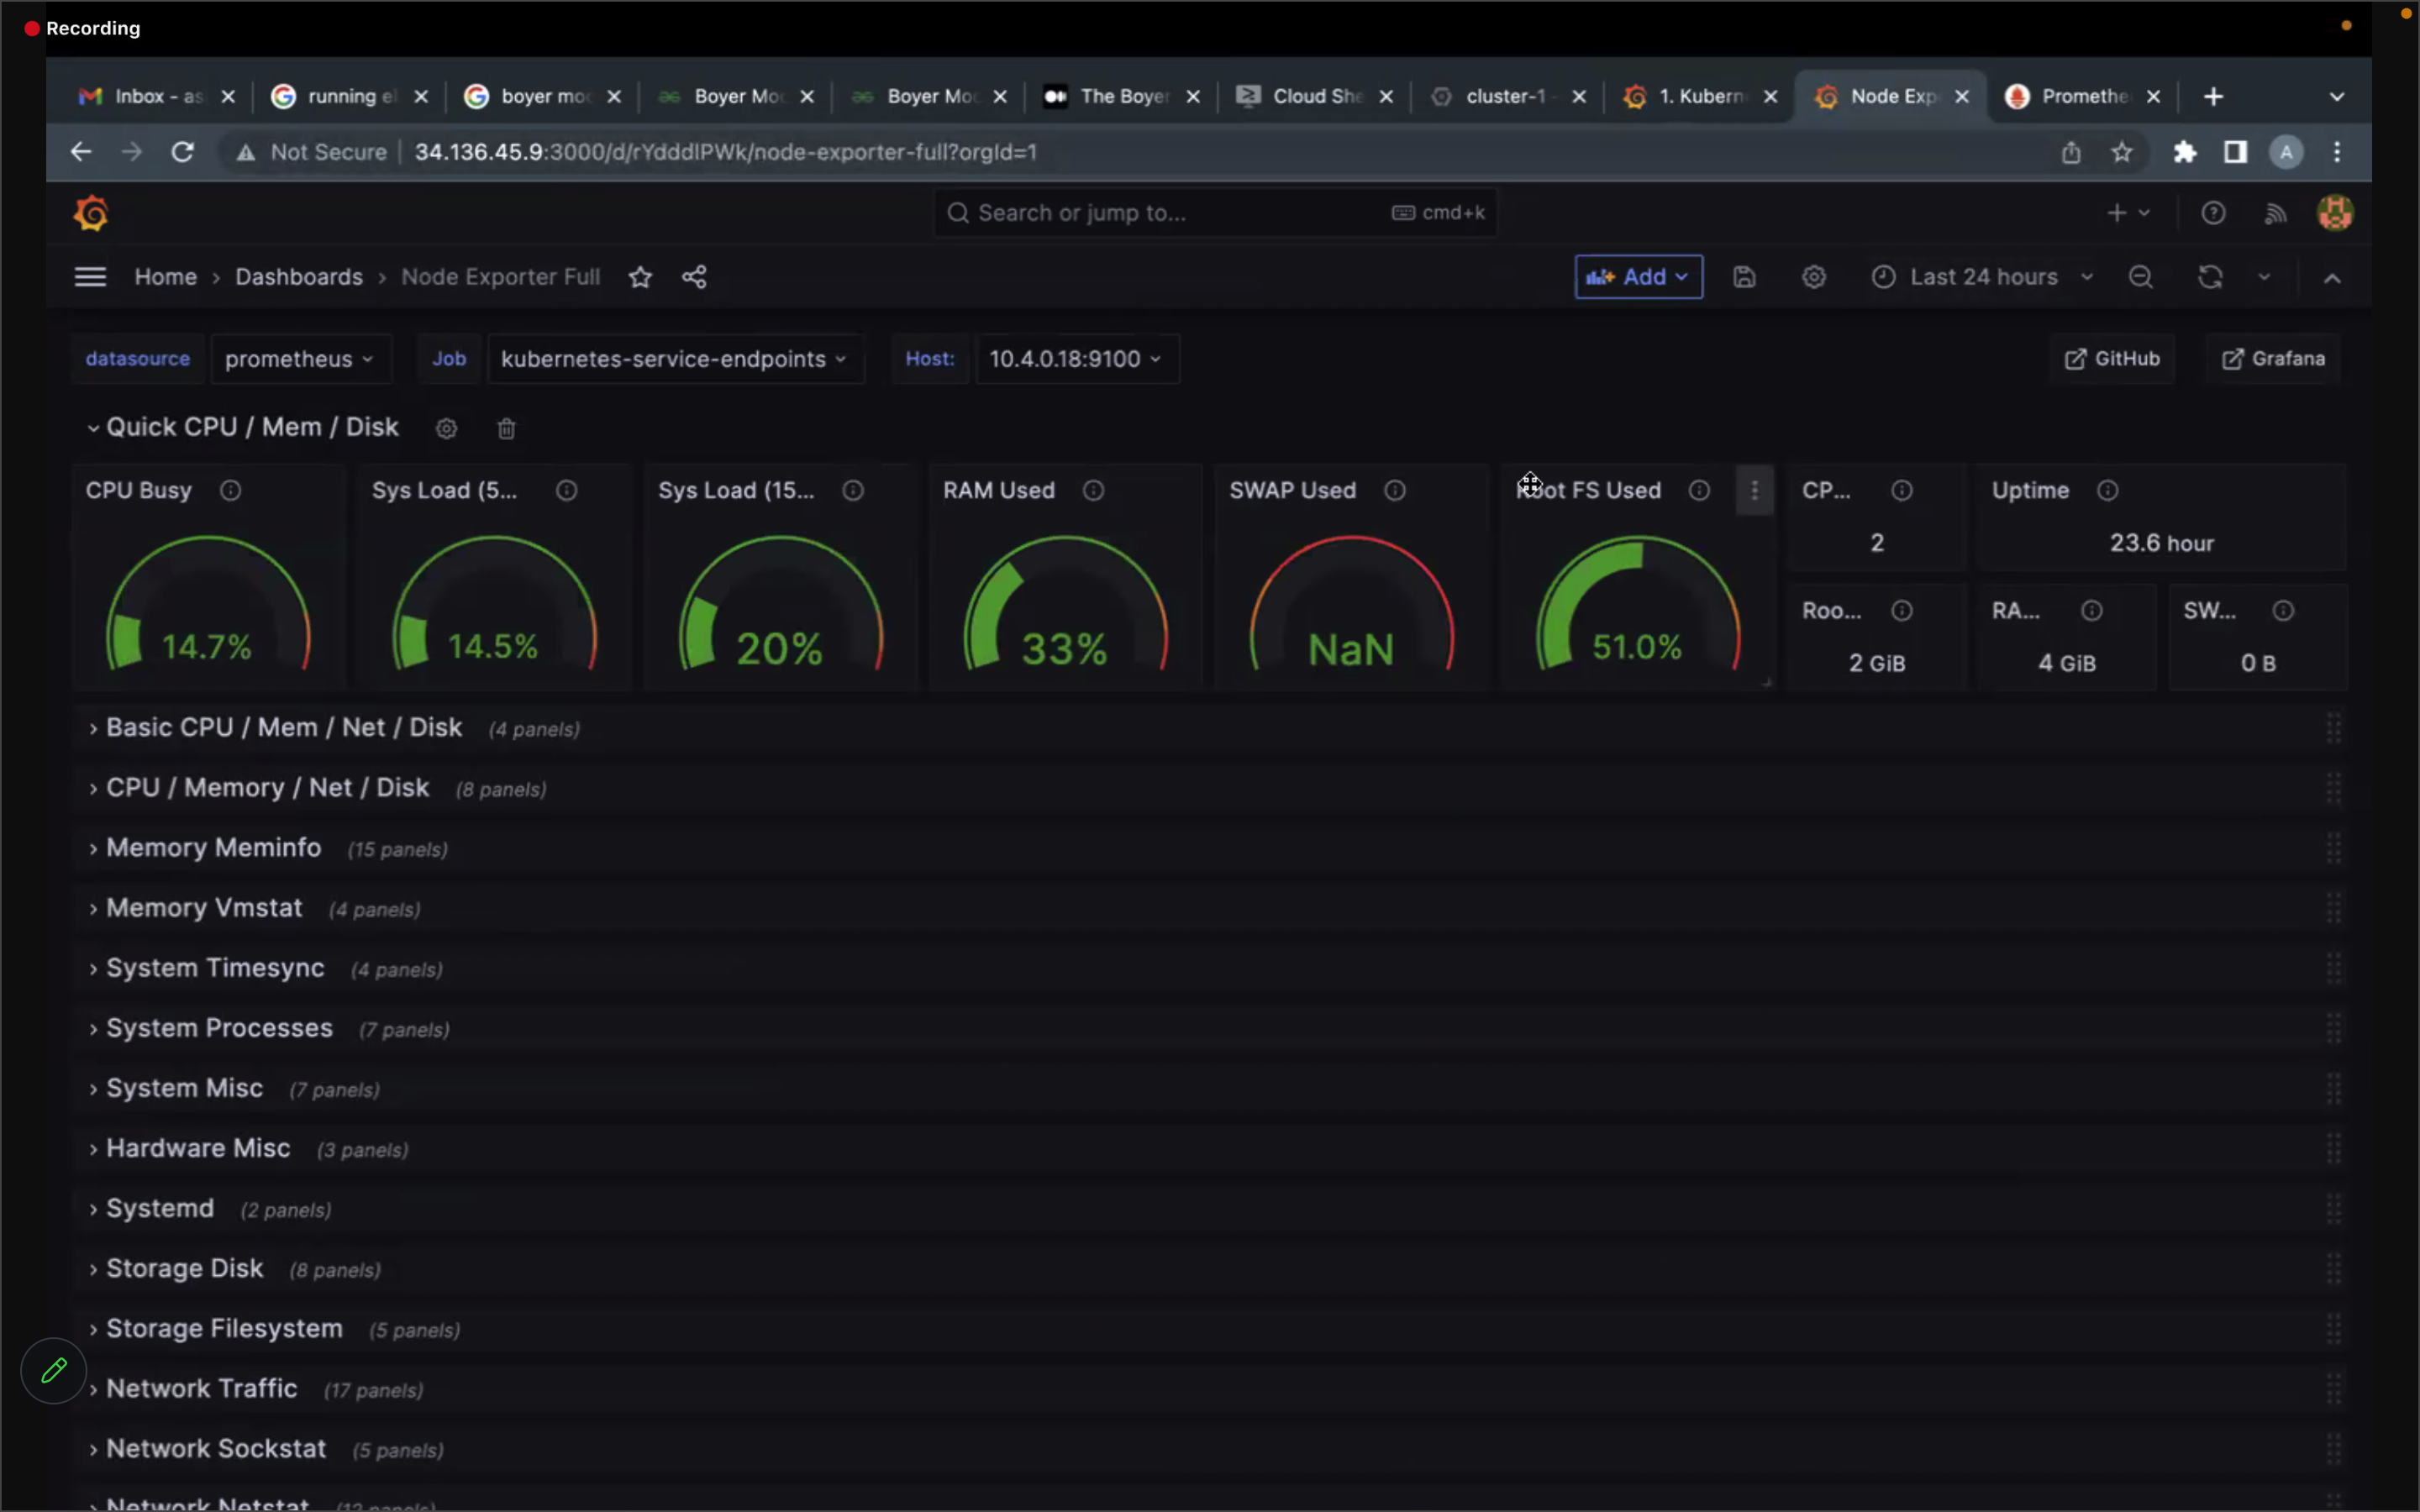 Recording
Inbox - as
running el
boyer moo
Boyer Moo
Boyer Moo
The Boyer
Cloud She
cluster-1 -
1. Kubern
Node Exp
Promethe
Not Secure 34.136.45.9:3000/d/rYdddlPWk/node-exporter-full?orgId=1
A
Search or jump to... cmd+k
Home › Dashboards › Node Exporter Full
Add
Last 24 hours
datasource prometheus Job kubernetes-service-endpoints Host: 10.4.0.18:9100
GitHub
Grafana
Quick CPU / Mem / Disk
CPU Busy
14.7%
Sys Load (5...
14.5%
Sys Load (15...
20%
RAM Used
33%
SWAP Used
NaN
Root FS Used
51.0%
CP...
2
Uptime
23.6 hour
Roo...
2 GiB
RA...
4 GiB
SW...
0 B
Basic CPU / Mem / Net / Disk (4 panels)
CPU / Memory / Net / Disk (8 panels)
Memory Meminfo (15 panels)
Memory Vmstat (4 panels)
System Timesync (4 panels)
System Processes (7 panels)
System Misc (7 panels)
Hardware Misc (3 panels)
Systemd (2 panels)
Storage Disk (8 panels)
Storage Filesystem (5 panels)
Network Traffic (17 panels)
Network Sockstat (5 panels)
Network Netstat